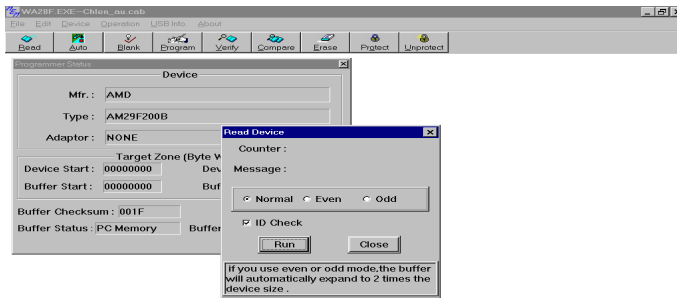 WA28F.EXE--Chten_au.cab
File Edit Device Operation USB Info About
Read Auto Blank Program Verify Compare Erase Protect Unprotect
Programmer Status
Device
Mfr. : AMD
Type : AM29F200B
Adaptor : NONE
Target Zone (Byte W
Device Start : 00000000 Dev
Buffer Start : 00000000 Buf
Buffer Checksum : 001F
Buffer Status : PC Memory Buffer
Read Device
Counter :
Message :
Normal Even Odd
ID Check
Run Close
if you use even or odd mode,the buffer
will automatically expand to 2 times the
device size .